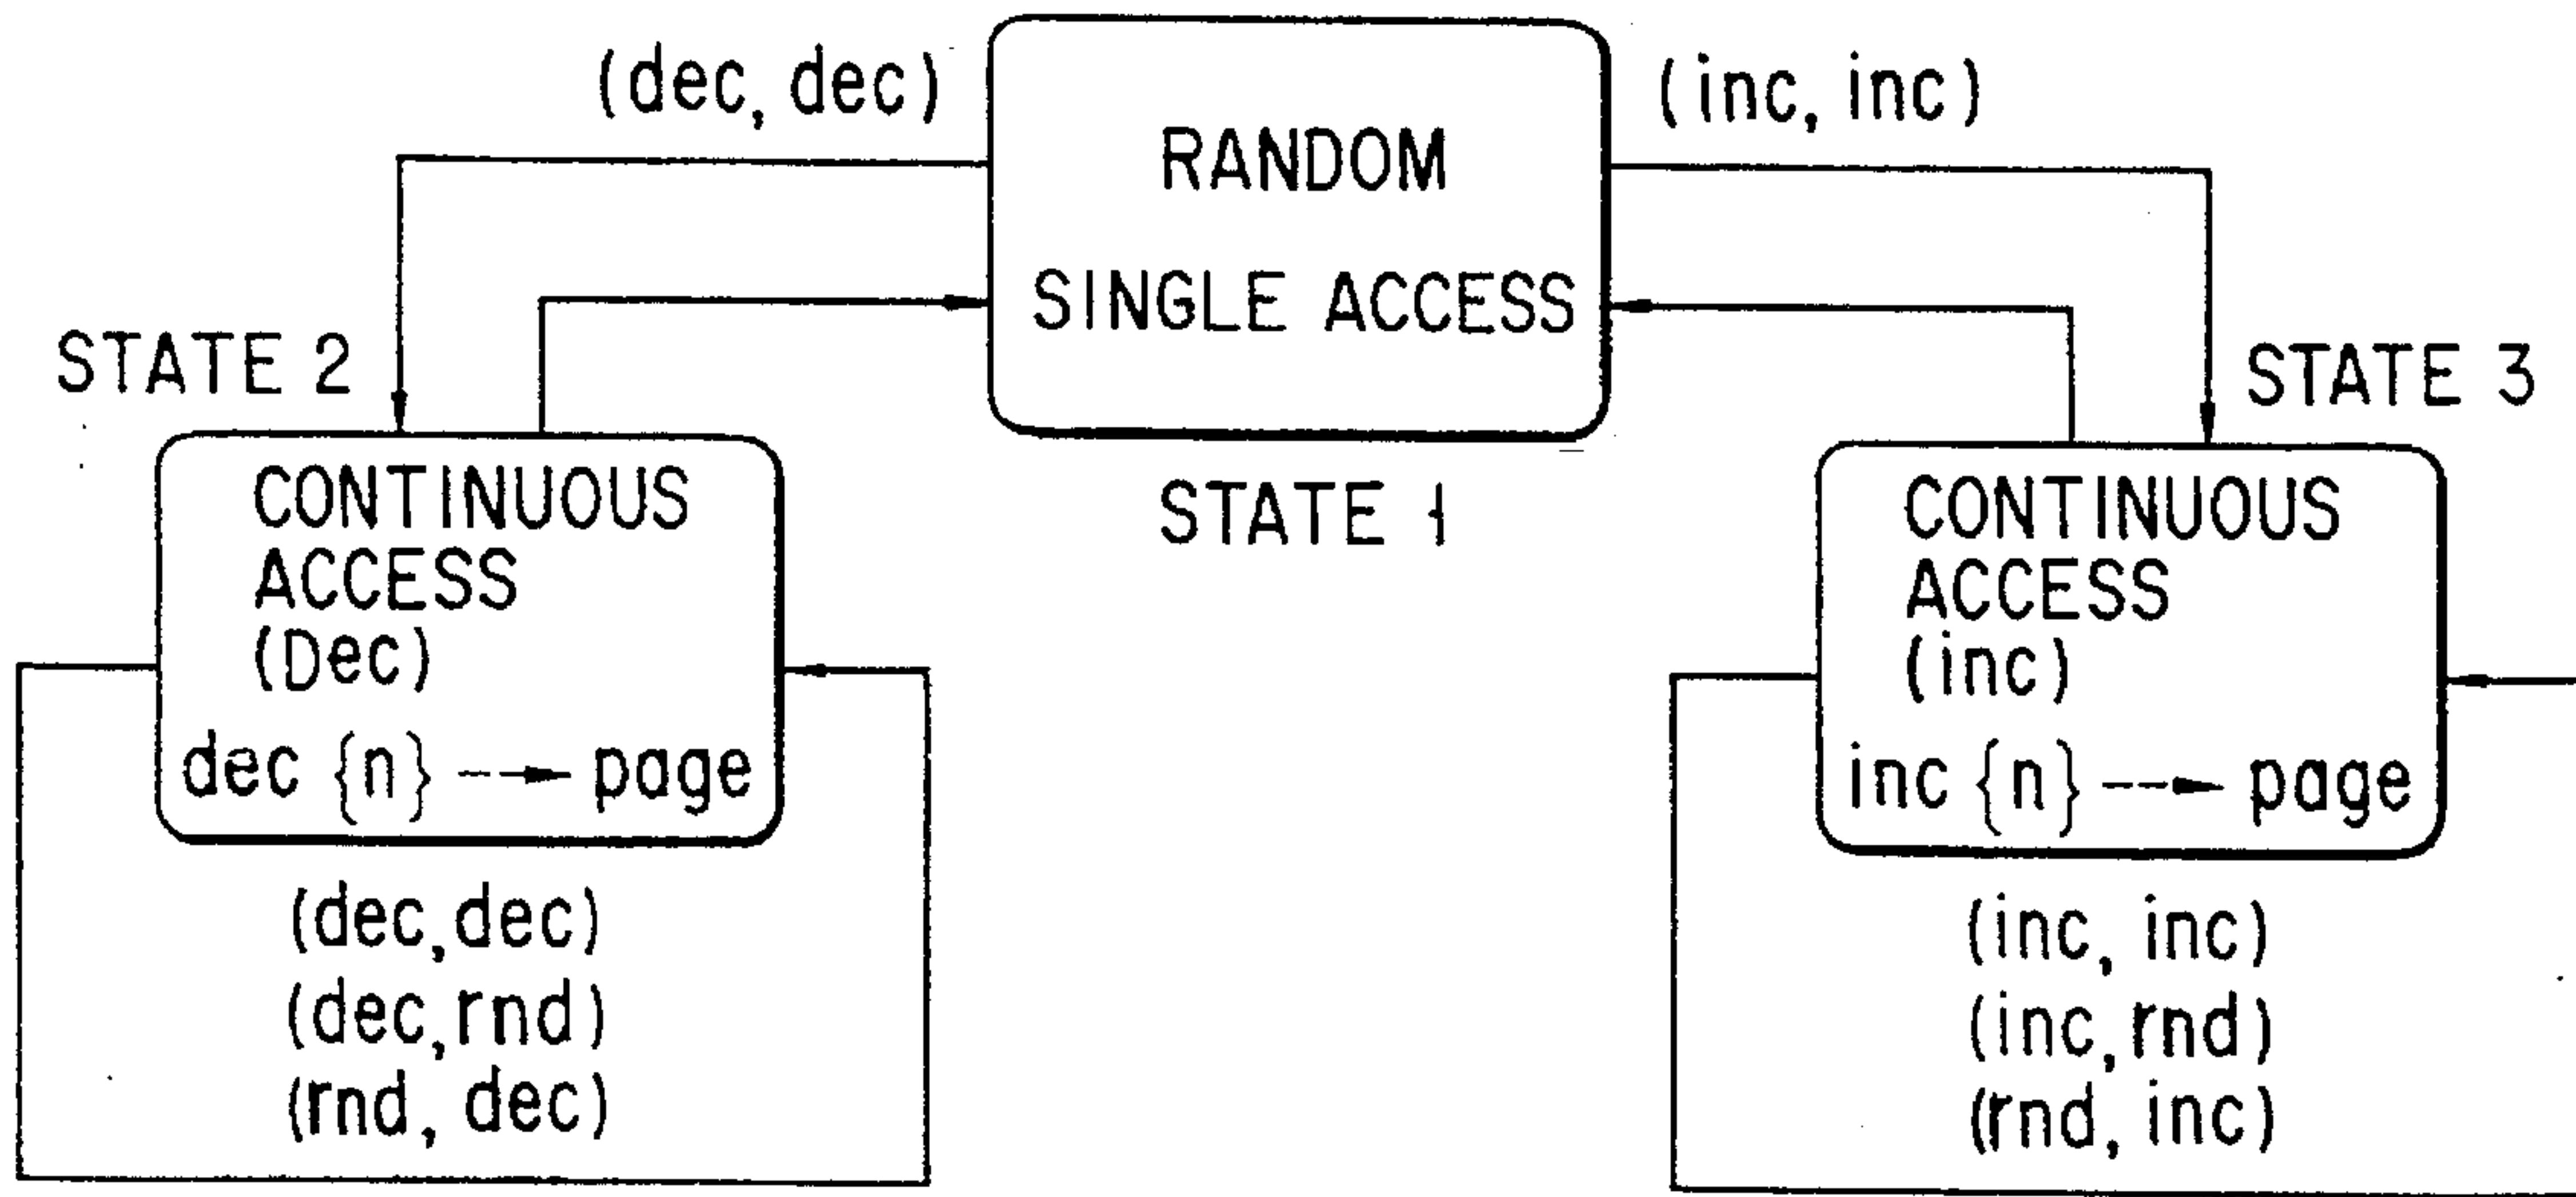 (dec, dec)
(inc, inc)
RANDOM
SINGLE ACCESS
STATE 1
STATE 2
CONTINUOUS
ACCESS
(Dec)
dec {n} --→ page
(dec,dec)
(dec,rnd)
(rnd, dec)
STATE 3
CONTINUOUS
ACCESS
(inc)
inc {n} --→ page
(inc, inc)
(inc,rnd)
(rnd, inc)